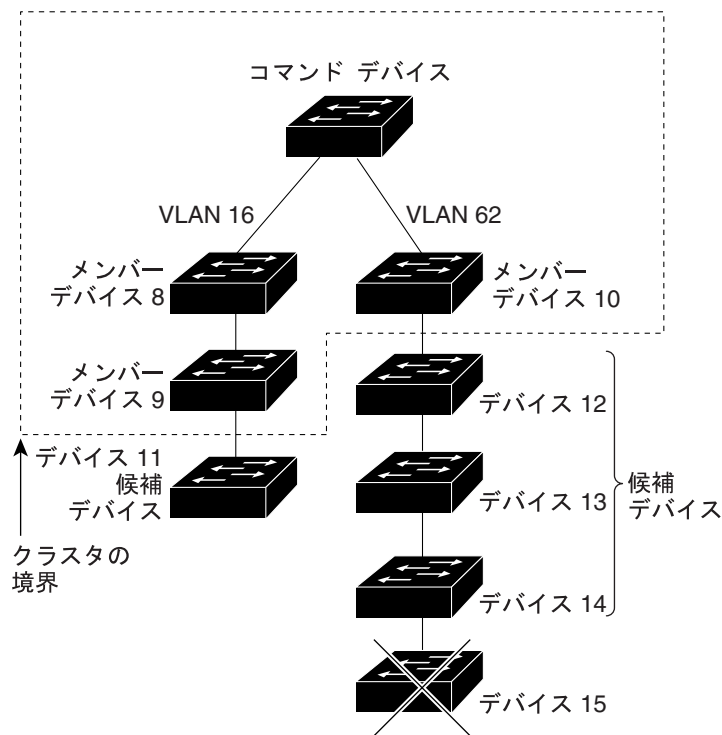 コマンド デバイス
VLAN 16
VLAN 62
メンバー
デバイス 8
メンバー
デバイス 10
メンバー
デバイス 9
デバイス 12
デバイス 11
候補
デバイス
デバイス 13
候補
デバイス
クラスタの
境界
デバイス 14
デバイス 15